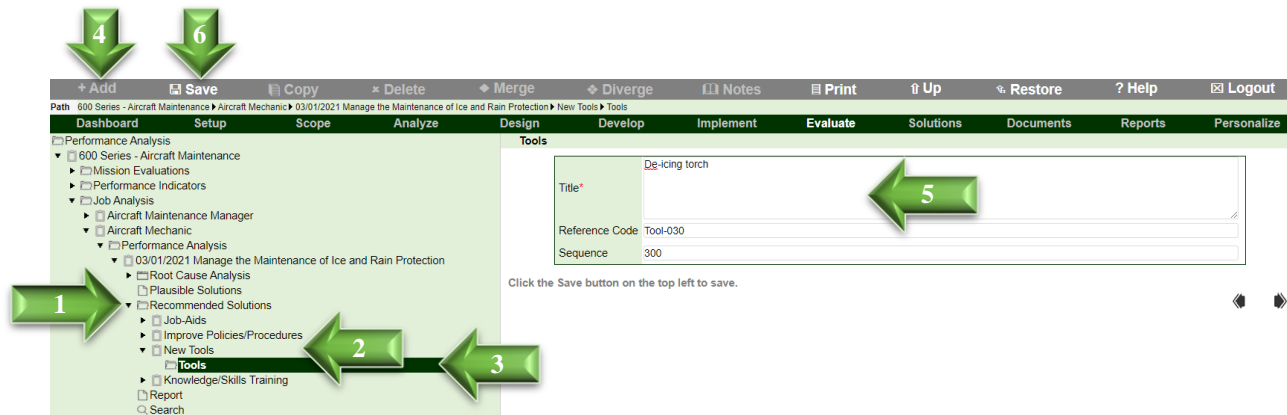 4 6
+ Add Save Copy × Delete Merge Diverge Notes Print Up Restore ? Help Logout
Path 600 Series - Aircraft Maintenance Aircraft Mechanic 03/01/2021 Manage the Maintenance of Ice and Rain Protection New Tools Tools
Dashboard Setup Scope Analyze Design Develop Implement Evaluate Solutions Documents Reports Personalize
Performance Analysis
600 Series - Aircraft Maintenance
Mission Evaluations
Performance Indicators
Job Analysis
Aircraft Maintenance Manager
Aircraft Mechanic
Performance Analysis
03/01/2021 Manage the Maintenance of Ice and Rain Protection
Root Cause Analysis
Plausible Solutions
1
Recommended Solutions
Job-Aids
Improve Policies/Procedures
New Tools
2
Tools
3
Knowledge/Skills Training
Report
Search
Tools
Title* De-icing torch
5
Reference Code Tool-030
Sequence 300
Click the Save button on the top left to save.